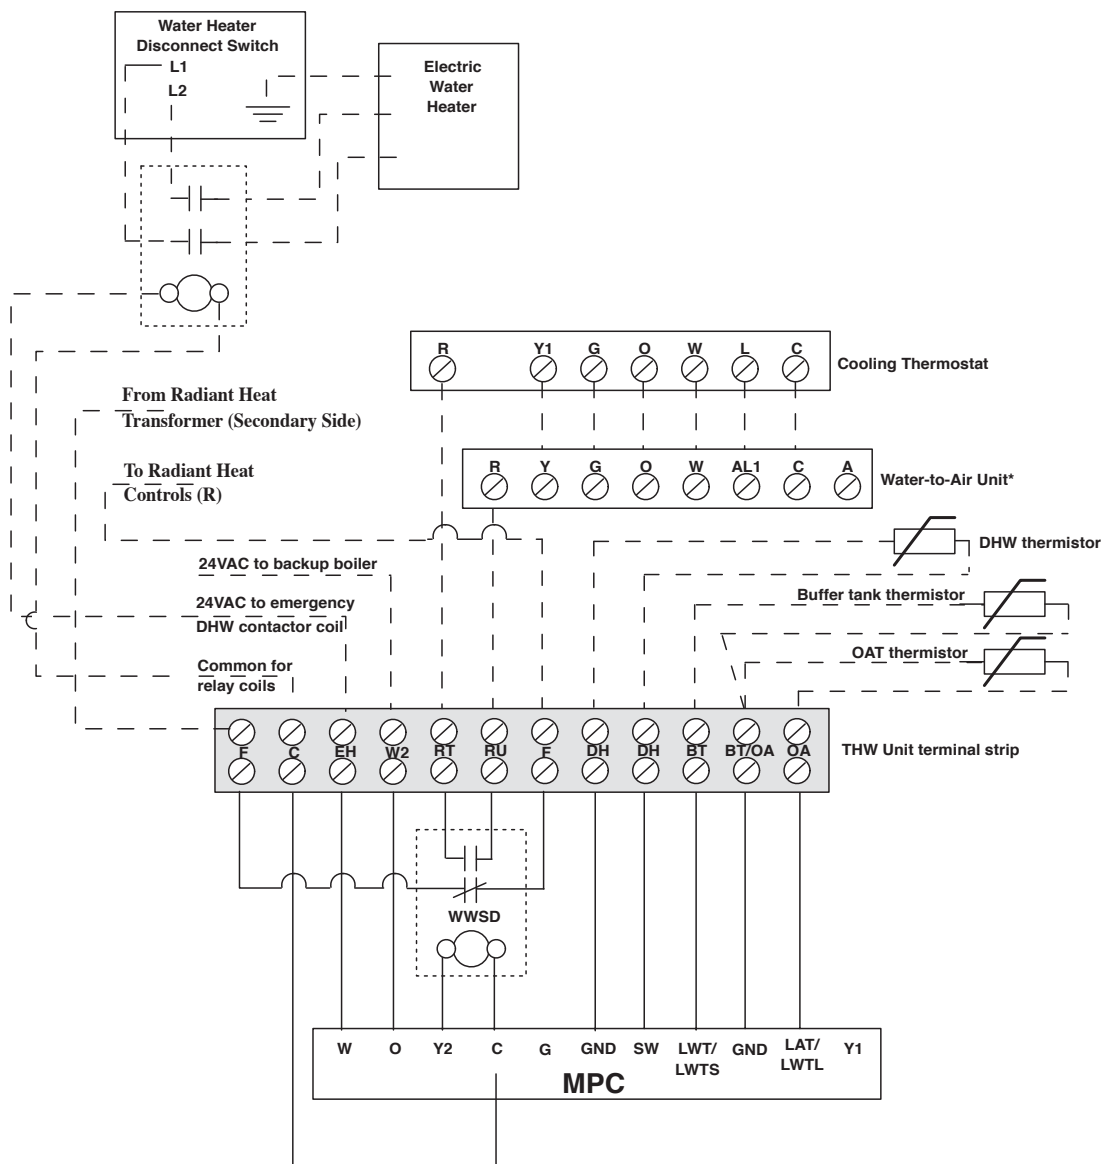 Water Heater
Disconnect Switch
L1
L2
Electric
Water
Heater
R Y1 G O W L C
Cooling Thermostat
From Radiant Heat
Transformer (Secondary Side)
To Radiant Heat
Controls (R)
R Y G O W AL1 C A
Water-to-Air Unit*
DHW thermistor
24VAC to backup boiler
Buffer tank thermistor
24VAC to emergency
DHW contactor coil
OAT thermistor
Common for
relay coils
F C EH W2 RT RU F DH DH BT BT/OA OA
THW Unit terminal strip
WWSD
W O Y2 C G GND SW LWT/
LWTS GND LAT/
LWTL Y1
MPC